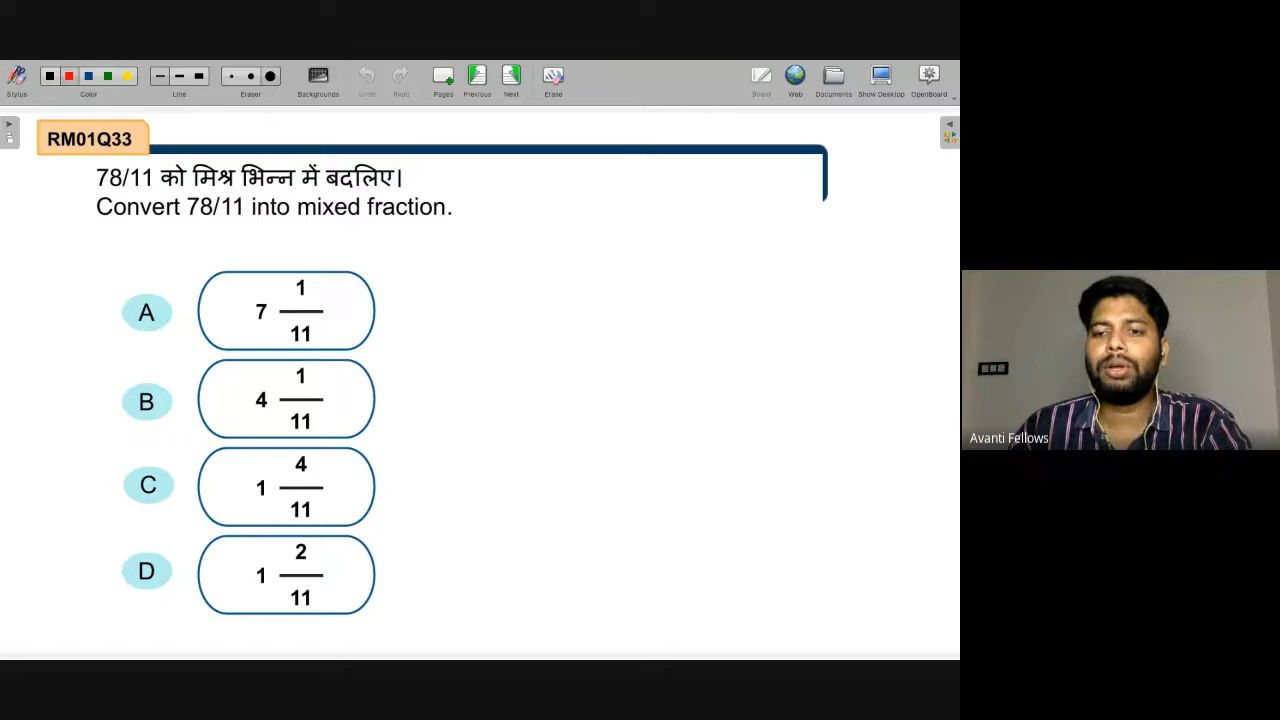 Stylus Color Line Eraser Backgrounds Undo Redo Pages Previous Next Erase Board Web Documents Show Desktop OpenBoard
RM01Q33
78/11 को मिश्र भिन्न में बदलिए।
Convert 78/11 into mixed fraction.
A 7 1/11
B 4 1/11
C 1 4/11
D 1 2/11
Avanti Fellows